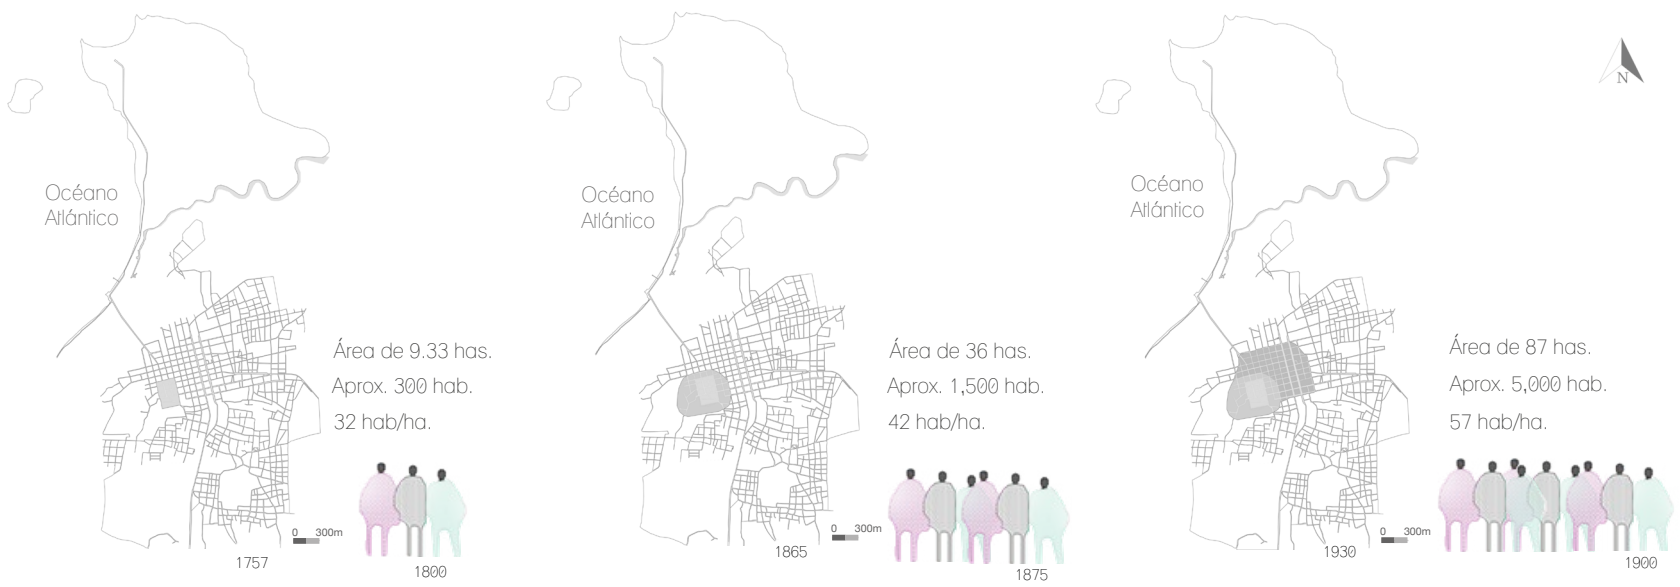 Océano
Atlántico
Área de 9.33 has.
Aprox. 300 hab.
32 hab/ha.
0 300m
1757
1800
Océano
Atlántico
Área de 36 has.
Aprox. 1,500 hab.
42 hab/ha.
0 300m
1865
1875
N
Océano
Atlántico
Área de 87 has.
Aprox. 5,000 hab.
57 hab/ha.
0 300m
1930
1900